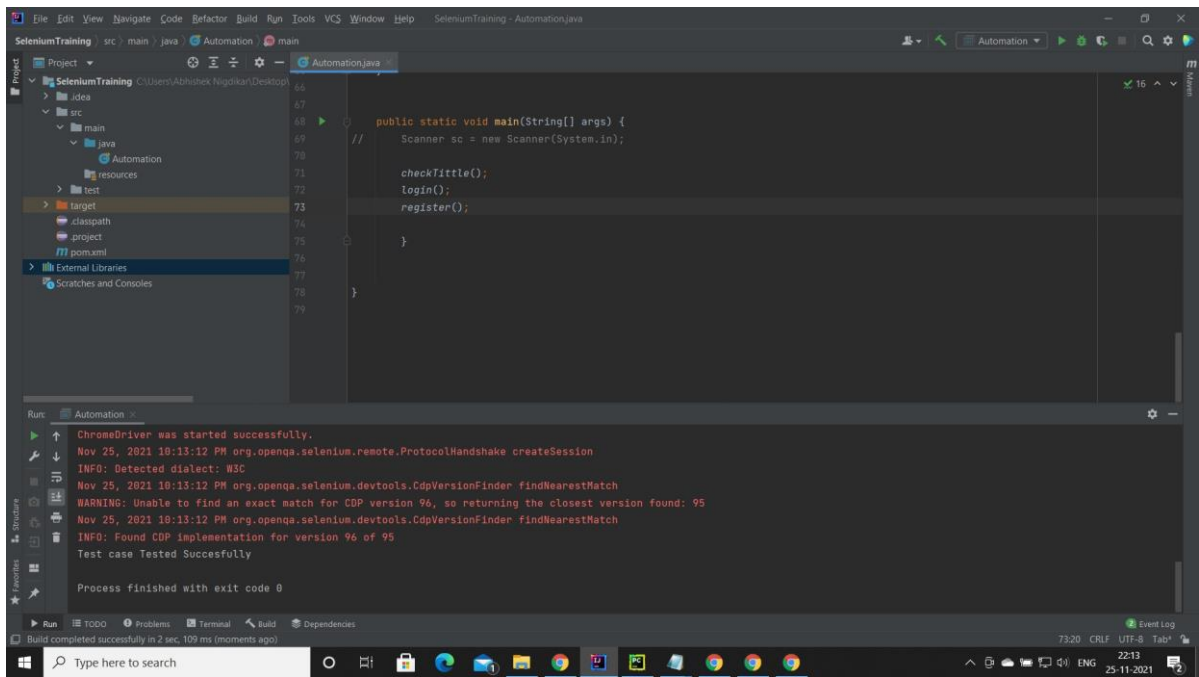 File Edit View Navigate Code Refactor Build Run Tools VCS Window Help SeleniumTraining - Automation.java
SeleniumTraining src main java Automation main
Automation
Project
Automation.java
Project
Maven
SeleniumTraining C:\Users\Abhishek Nigdikar\Desktop\
.idea
src
main
java
Automation
resources
test
target
.classpath
.project
pom.xml
External Libraries
Scratches and Consoles
16
66
67
68 public static void main(String[] args) {
69 // Scanner sc = new Scanner(System.in);
70
71 checkTittle();
72 login();
73 register();
74
75 }
76
77
78 }
79
Run: Automation
ChromeDriver was started successfully.
Nov 25, 2021 10:13:12 PM org.openqa.selenium.remote.ProtocolHandshake createSession
INFO: Detected dialect: W3C
Nov 25, 2021 10:13:12 PM org.openqa.selenium.devtools.CdpVersionFinder findNearestMatch
WARNING: Unable to find an exact match for CDP version 96, so returning the closest version found: 95
Nov 25, 2021 10:13:12 PM org.openqa.selenium.devtools.CdpVersionFinder findNearestMatch
INFO: Found CDP implementation for version 96 of 95
Test case Tested Succesfully
Process finished with exit code 0
Structure
Favorites
Run TODO Problems Terminal Build Dependencies
2 Event Log
Build completed successfully in 2 sec, 109 ms (moments ago)
73:20 CRLF UTF-8 Tab*
Type here to search
ENG
22:13
25-11-2021